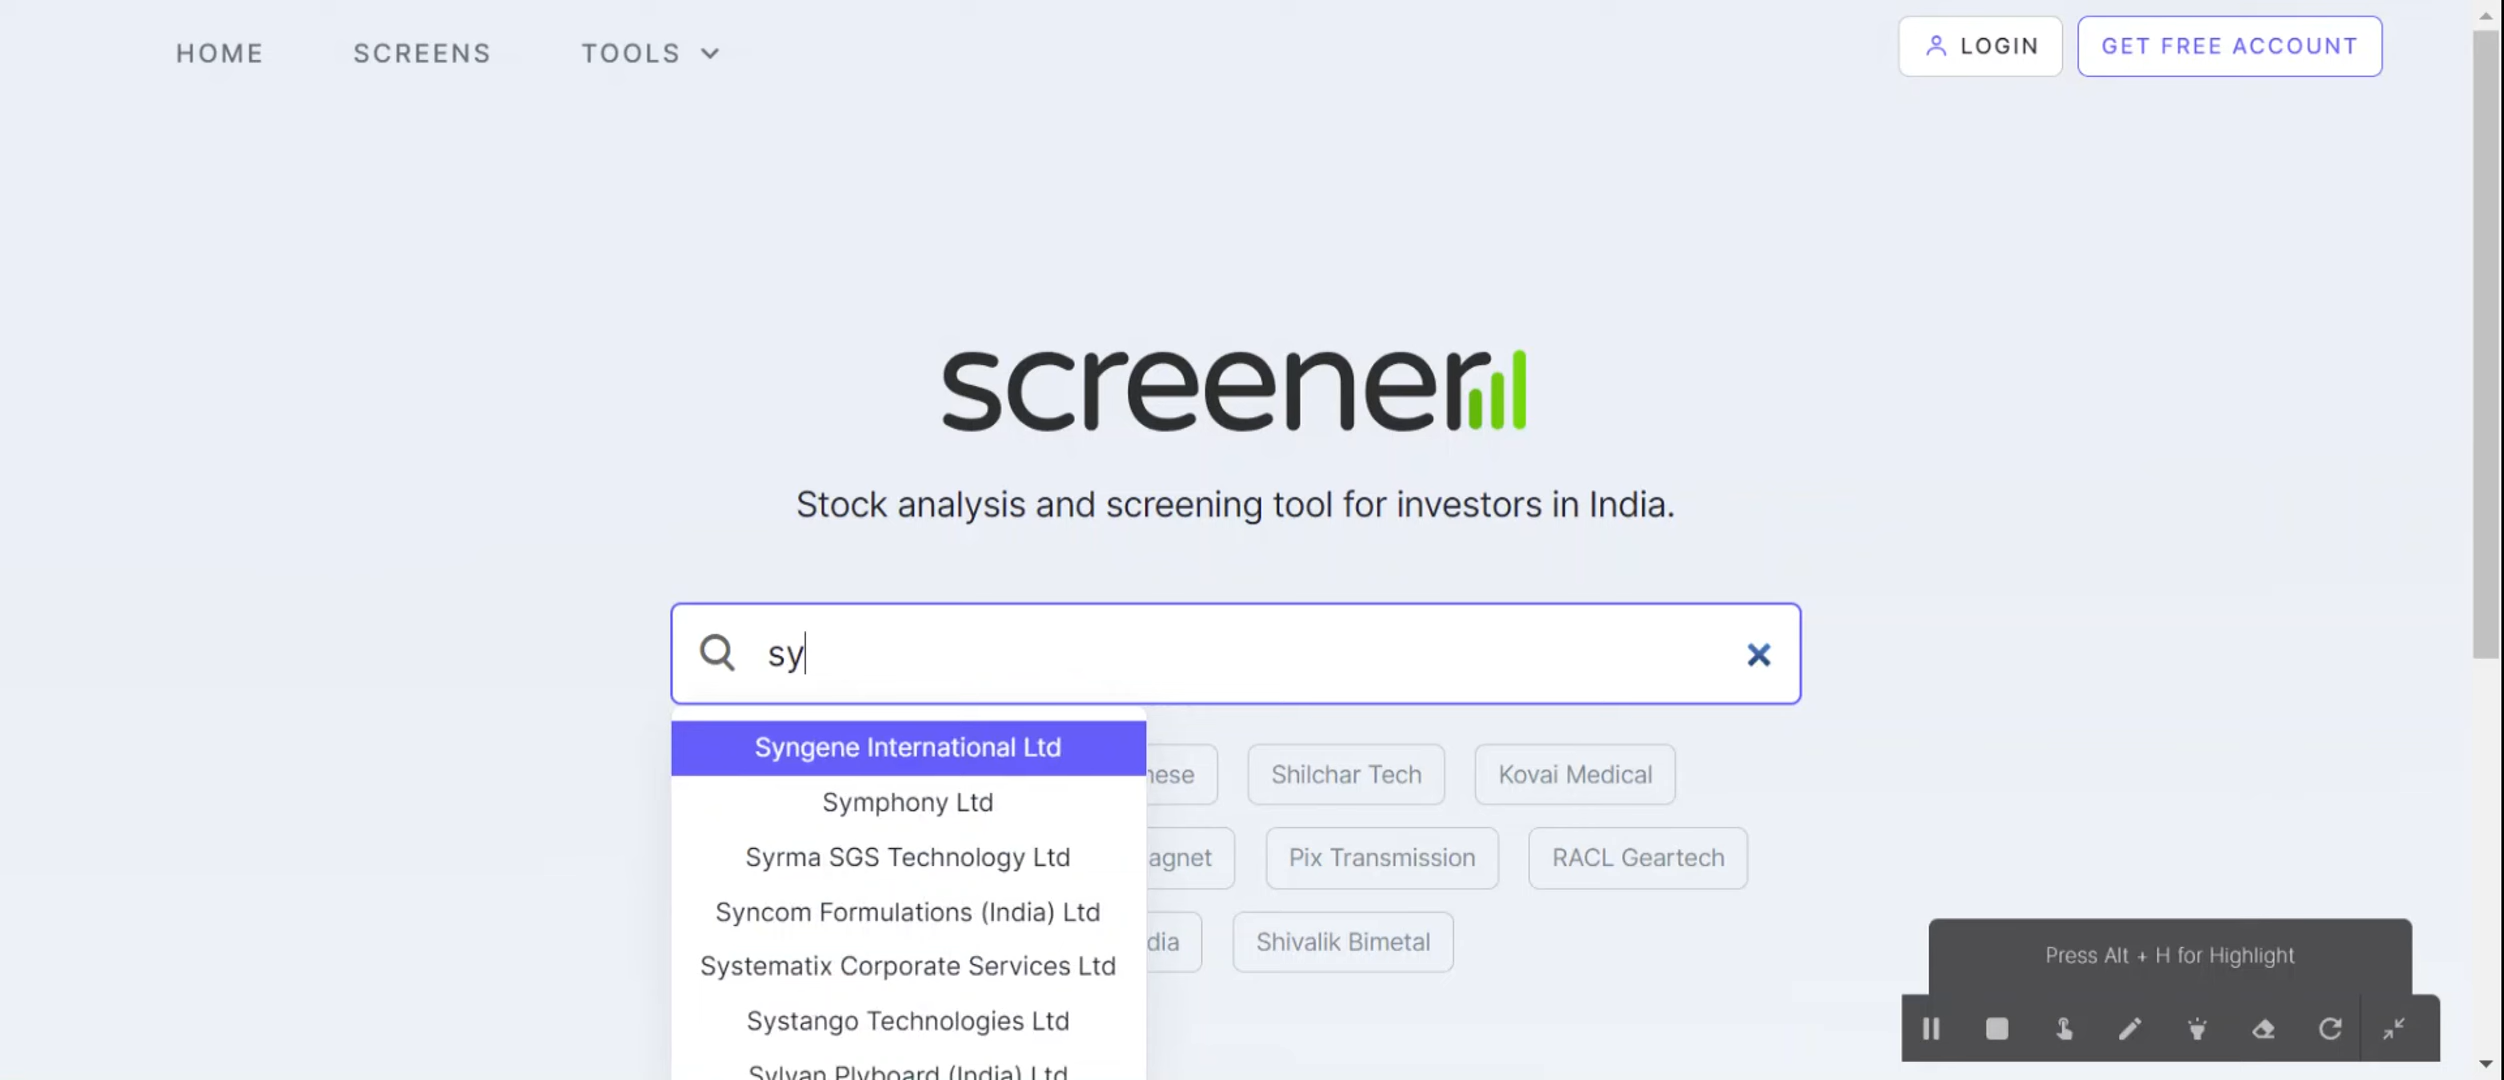 HOME SCREENS TOOLS LOGIN GET FREE ACCOUNT
screener
Stock analysis and screening tool for investors in India.
sy
Syngene International Ltd
Symphony Ltd
Syrma SGS Technology Ltd
Syncom Formulations (India) Ltd
Systematix Corporate Services Ltd
Systango Technologies Ltd
Sylvan Plyboard (India) Ltd
nese Shilchar Tech Kovai Medical
agnet Pix Transmission RACL Geartech
dia Shivalik Bimetal
Press Alt + H for Highlight